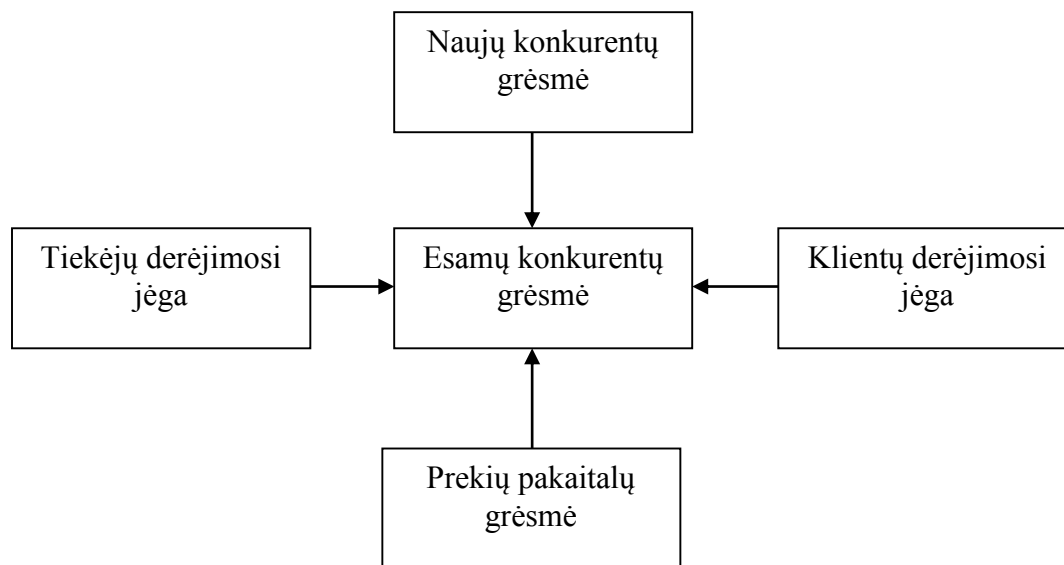 Naujų konkurentų
grėsmė
Tiekėjų derėjimosi
jėga
Esamų konkurentų
grėsmė
Klientų derėjimosi
jėga
Prekių pakaitalų
grėsmė